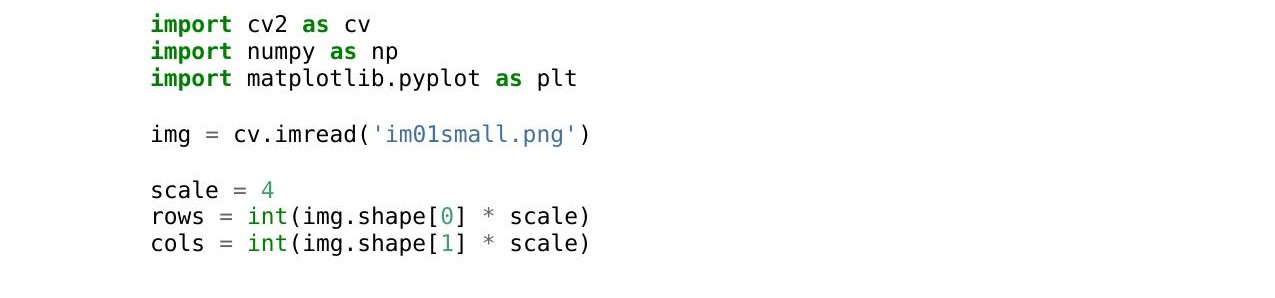 import cv2 as cv
import numpy as np
import matplotlib.pyplot as plt
img = cv.imread('im01small.png')
scale = 4
rows = int(img.shape[0] * scale)
cols = int(img.shape[1] * scale)